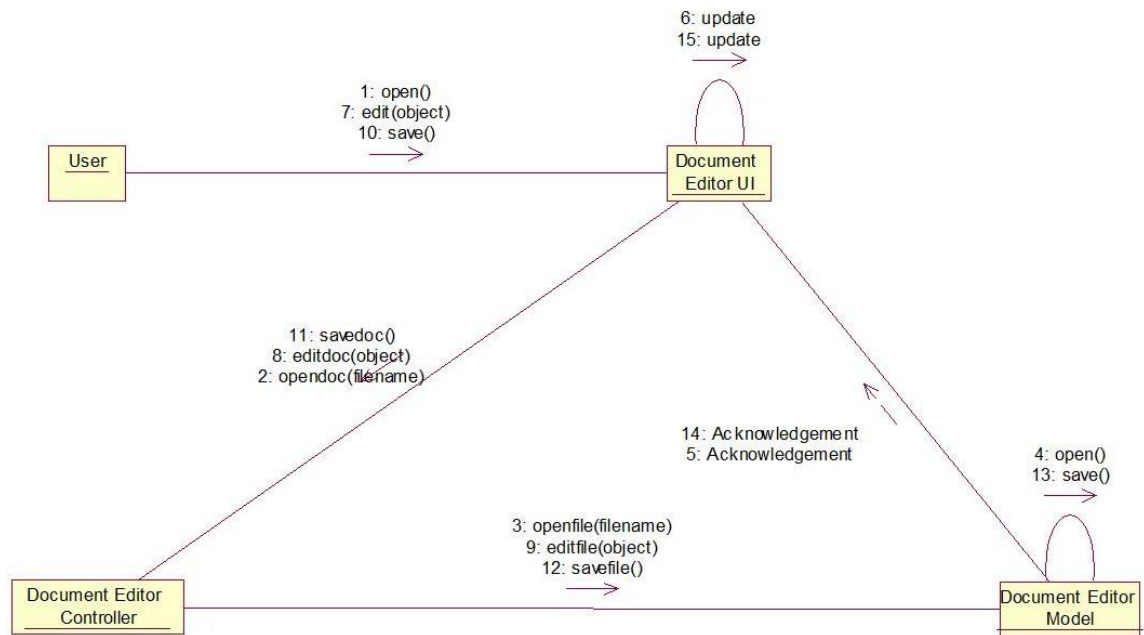 6: update
15: update
1: open()
7: edit(object)
10: save()
User
Document
Editor UI
11: savedoc()
8: editdoc(object)
2: opendoc(filename)
14: Acknowledgement
5: Acknowledgement
4: open()
13: save()
3: openfile(filename)
9: editfile(object)
12: savefile()
Document Editor
Controller
Document Editor
Model